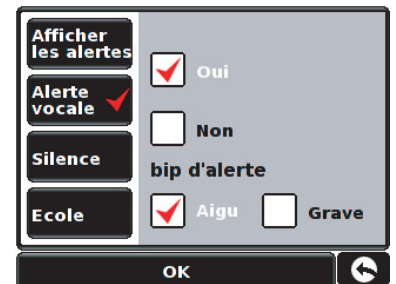 Afficher
les alertes
Alerte
vocale
Silence
Ecole
Oui
Non
bip d'alerte
Aigu Grave
OK